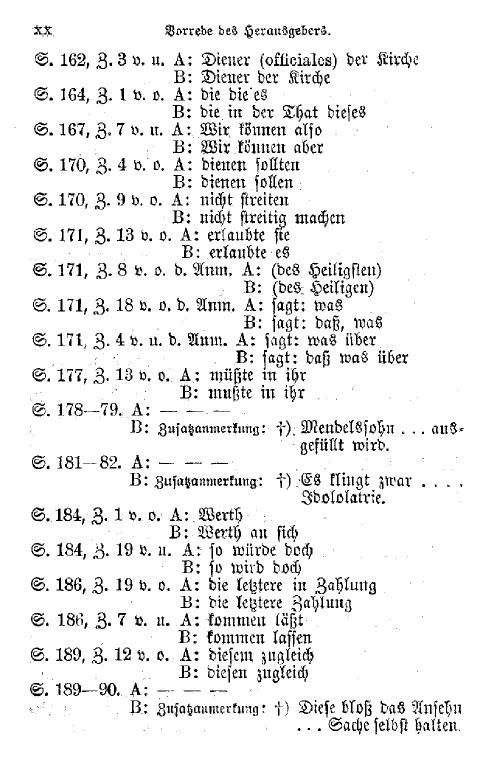 XX Vorrede des Herausgebers.
S. 162, Z. 3 v. u. A: Diener (officiales) der Kirche
B: Diener der Kirche
S. 164, Z. 1 v. o. A: die die es
B: die in der That dieses
S. 167, Z. 7 v. u. A: Wir können also
B: Wir können aber
S. 170, Z. 4 v. o. A: dienen sollten
B: dienen sollen
S. 170, Z. 9 v. o. A: nicht streiten
B: nicht streitig machen
S. 171, Z. 13 v. o. A: erlaubte sie
B: erlaubte es
S. 171, Z. 8 v. o. d. Anm. A: (des Heiligsten)
B: (des Heiligen)
S. 171, Z. 18 v. o. d. Anm. A: sagt: was
B: sagt: daß, was
S. 171, Z. 4 v. u. d. Anm. A: sagt: was über
B: sagt: daß was über
S. 177, Z. 13 v. o. A: müßte in ihr
B: mußte in ihr
S. 178—79. A: — — —
B: Zusatzanmerkung: †) Mendelssohn . . . aus-
gefüllt wird.
S. 181—82. A: — — —
B: Zusatzanmerkung: †) Es klingt zwar . . . .
Idololatrie.
S. 184, Z. 1 v. o. A: Werth
B: Werth an sich
S. 184, Z. 19 v. u. A: so würde doch
B: so wird doch
S. 186, Z. 19 v. o. A: die letztere in Zahlung
B: die letztere Zahlung
S. 186, Z. 7 v. u. A: kommen läßt
B: kommen lassen
S. 189, Z. 12 v. o. A: diesem zugleich
B: diesen zugleich
S. 189—90. A: — — —
B: Zusatzanmerkung: †) Diese bloß das Ansehn
. . . Sache selbst halten.